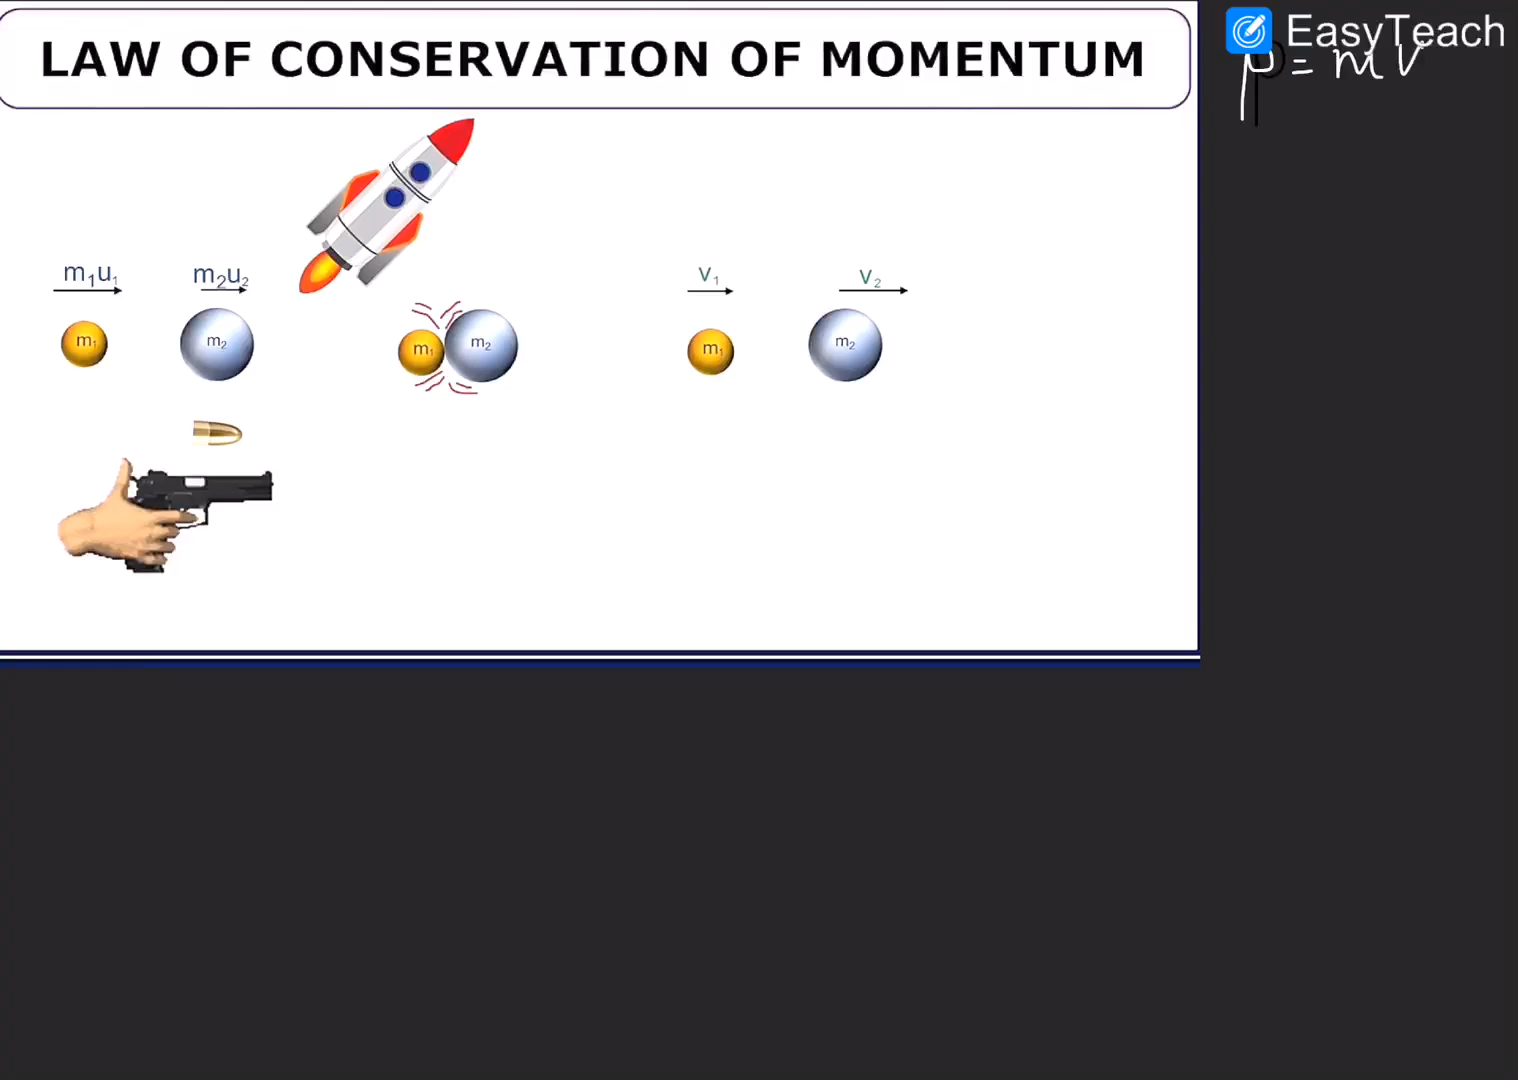 LAW OF CONSERVATION OF MOMENTUM
EasyTeach
p = mv
m₁u₁ m₂u₂ v₁ v₂
m₁ m₂ m₁ m₂ m₁ m₂